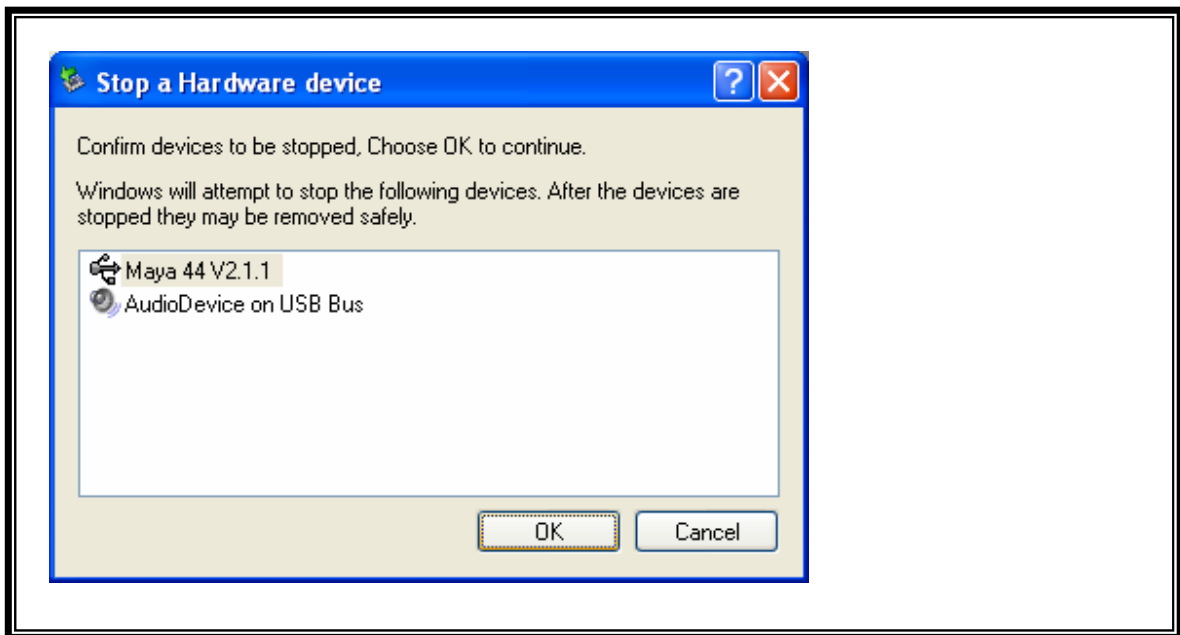 Stop a Hardware device
Confirm devices to be stopped, Choose OK to continue.
Windows will attempt to stop the following devices. After the devices are
stopped they may be removed safely.
Maya 44 V2.1.1
AudioDevice on USB Bus
OK Cancel